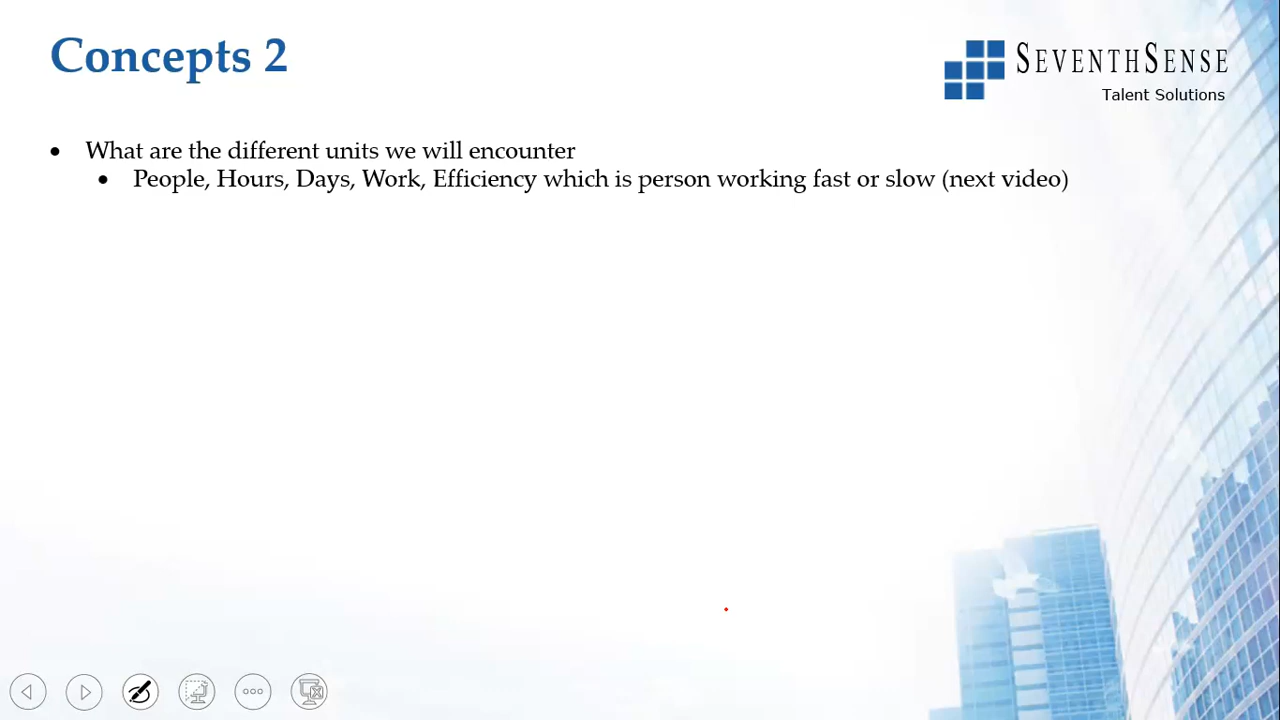 Concepts 2
SEVENTHSENSE
Talent Solutions
• What are the different units we will encounter
• People, Hours, Days, Work, Efficiency which is person working fast or slow (next video)